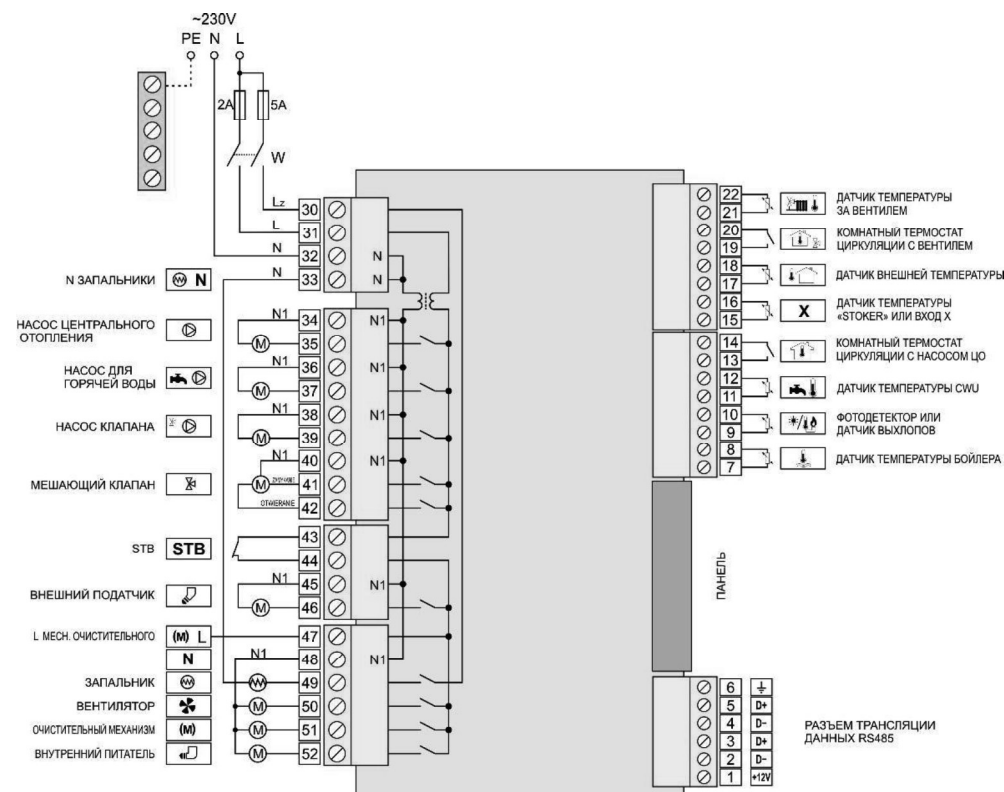 ~230V
PE N L
2A
5A
W
Lz
30
L
31
N
32
N
N
33
N
N ЗАПАЛЬНИКИ
N
НАСОС ЦЕНТРАЛЬНОГО
ОТОПЛЕНИЯ
N1
34
N1
M
35
НАСОС ДЛЯ
ГОРЯЧЕЙ ВОДЫ
N1
36
N1
M
37
НАСОС КЛАПАНА
N1
38
N1
M
39
МЕШАЮЩИЙ КЛАПАН
N1
40
N1
M
41
OTWIERANIE
42
STB
STB
43
44
ВНЕШНИЙ ПОДАТЧИК
N1
45
N1
M
46
L МЕХ. ОЧИСТИТЕЛЬНОГО
(M) L
47
N
N1
48
N1
ЗАПАЛЬНИК
49
ВЕНТИЛЯТОР
M
50
ОЧИСТИТЕЛЬНЫЙ МЕХАНИЗМ
(M)
M
51
ВНУТРЕННИЙ ПИТАТЕЛЬ
M
52
22
21
ДАТЧИК ТЕМПЕРАТУРЫ
ЗА ВЕНТИЛЕМ
20
19
КОМНАТНЫЙ ТЕРМОСТАТ
ЦИРКУЛЯЦИИ С ВЕНТИЛЕМ
18
17
ДАТЧИК ВНЕШНЕЙ ТЕМПЕРАТУРЫ
16
15
X
ДАТЧИК ТЕМПЕРАТУРЫ
«STOKER» ИЛИ ВХОД X
14
13
КОМНАТНЫЙ ТЕРМОСТАТ
ЦИРКУЛЯЦИИ С НАСОСОМ ЦО
12
11
ДАТЧИК ТЕМПЕРАТУРЫ CWU
10
9
ФОТОДЕТЕКТОР ИЛИ
ДАТЧИК ВЫХЛОПОВ
8
7
ДАТЧИК ТЕМПЕРАТУРЫ БОЙЛЕРА
ПАНЕЛЬ
6
5 D+
4 D-
3 D+
2 D-
1 +12V
РАЗЪЕМ ТРАНСЛЯЦИИ
ДАННЫХ RS485